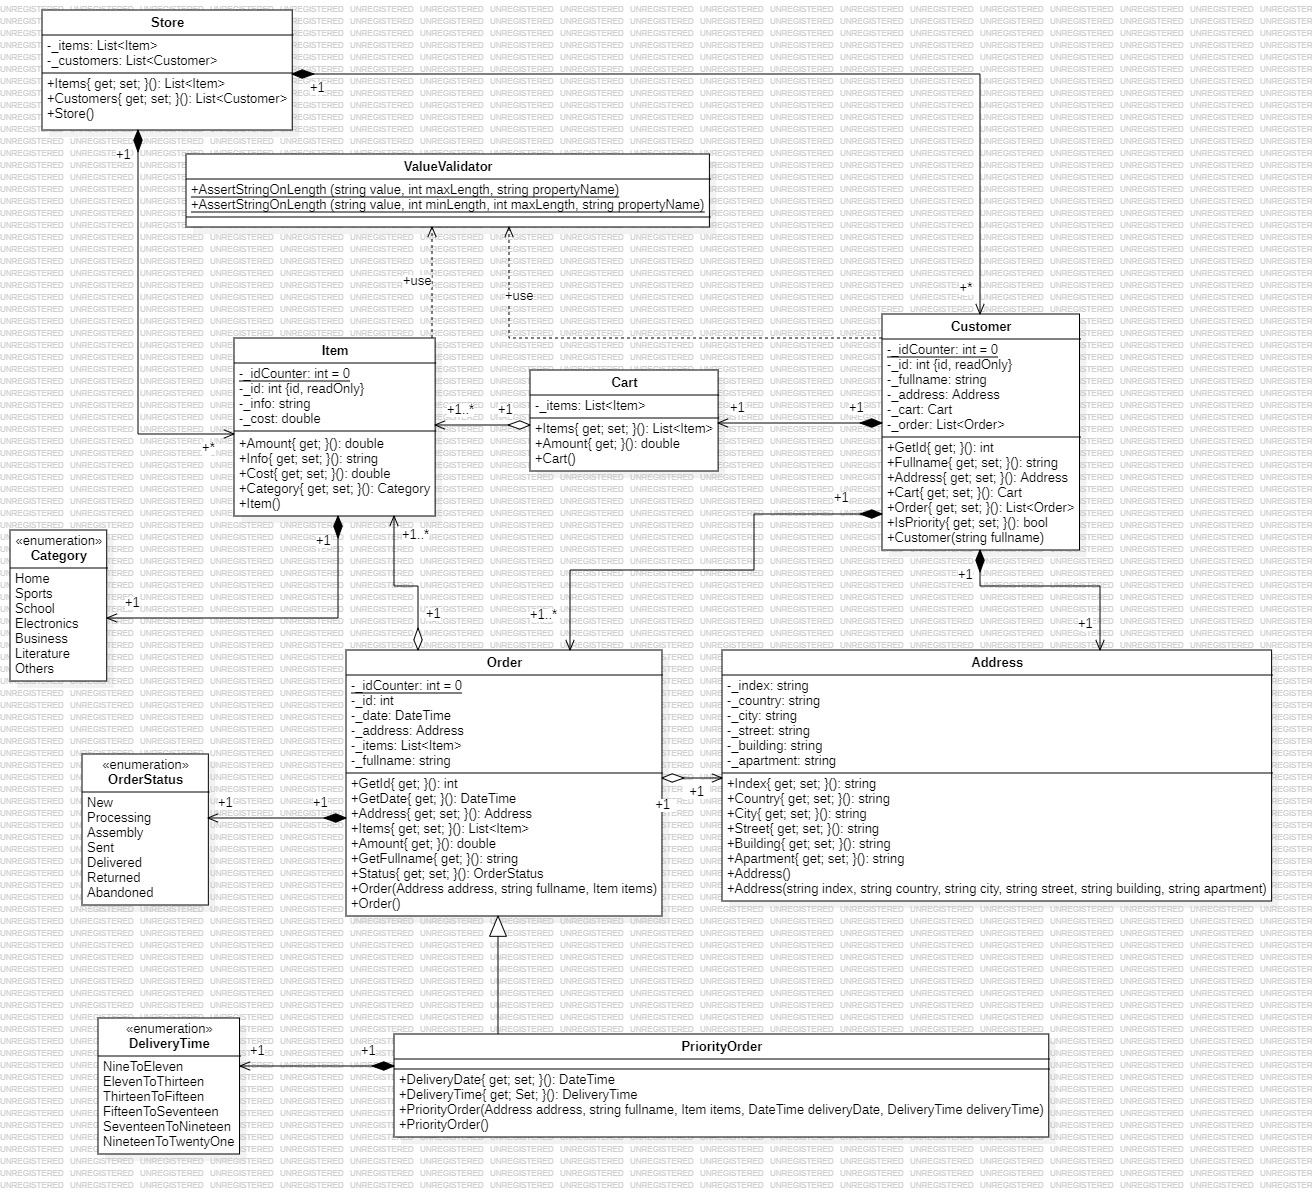 Store
-_items: List<Item>
-_customers: List<Customer>
+Items{ get; set; }(): List<Item>
+Customers{ get; set; }(): List<Customer>
+Store()
+1
+1
ValueValidator
+AssertStringOnLength (string value, int maxLength, string propertyName)
+AssertStringOnLength (string value, int minLength, int maxLength, string propertyName)
+use
+use
+*
Customer
-_idCounter: int = 0
-_id: int {id, readOnly}
-_fullname: string
-_address: Address
-_cart: Cart
-_order: List<Order>
+GetId{ get; }(): int
+Fullname{ get; set; }(): string
+Address{ get; set; }(): Address
+Cart{ get; set; }(): Cart
+Order{ get; set; }(): List<Order>
+IsPriority{ get; set; }(): bool
+Customer(string fullname)
Item
-_idCounter: int = 0
-_id: int {id, readOnly}
-_info: string
-_cost: double
+Amount{ get; }(): double
+Info{ get; set; }(): string
+Cost{ get; set; }(): double
+Category{ get; set; }(): Category
+Item()
+*
Cart
-_items: List<Item>
+Items{ get; set; }(): List<Item>
+Amount{ get; }(): double
+Cart()
+1..*
+1
+1
+1
+1
+1..*
+1
+1
«enumeration»
Category
Home
Sports
School
Electronics
Business
Literature
Others
+1
+1
+1..*
+1
Order
-_idCounter: int = 0
-_id: int
-_date: DateTime
-_address: Address
-_items: List<Item>
-_fullname: string
+GetId{ get; }(): int
+GetDate{ get; }(): DateTime
+Address{ get; set; }(): Address
+Items{ get; set; }(): List<Item>
+Amount{ get; }(): double
+GetFullname{ get; }(): string
+Status{ get; set; }(): OrderStatus
+Order(Address address, string fullname, Item items)
+Order()
Address
-_index: string
-_country: string
-_city: string
-_street: string
-_building: string
-_apartment: string
+Index{ get; set; }(): string
+Country{ get; set; }(): string
+City{ get; set; }(): string
+Street{ get; set; }(): string
+Building{ get; set; }(): string
+Apartment{ get; set; }(): string
+Address()
+Address(string index, string country, string city, string street, string building, string apartment)
+1
+1
«enumeration»
OrderStatus
New
Processing
Assembly
Sent
Delivered
Returned
Abandoned
+1
+1
«enumeration»
DeliveryTime
NineToEleven
ElevenToThirteen
ThirteenToFifteen
FifteenToSeventeen
SeventeenToNineteen
NineteenToTwentyOne
+1
+1
PriorityOrder
+DeliveryDate{ get; set; }(): DateTime
+DeliveryTime{ get; Set; }(): DeliveryTime
+PriorityOrder(Address address, string fullname, Item items, DateTime deliveryDate, DeliveryTime deliveryTime)
+PriorityOrder()
UNREGISTERED